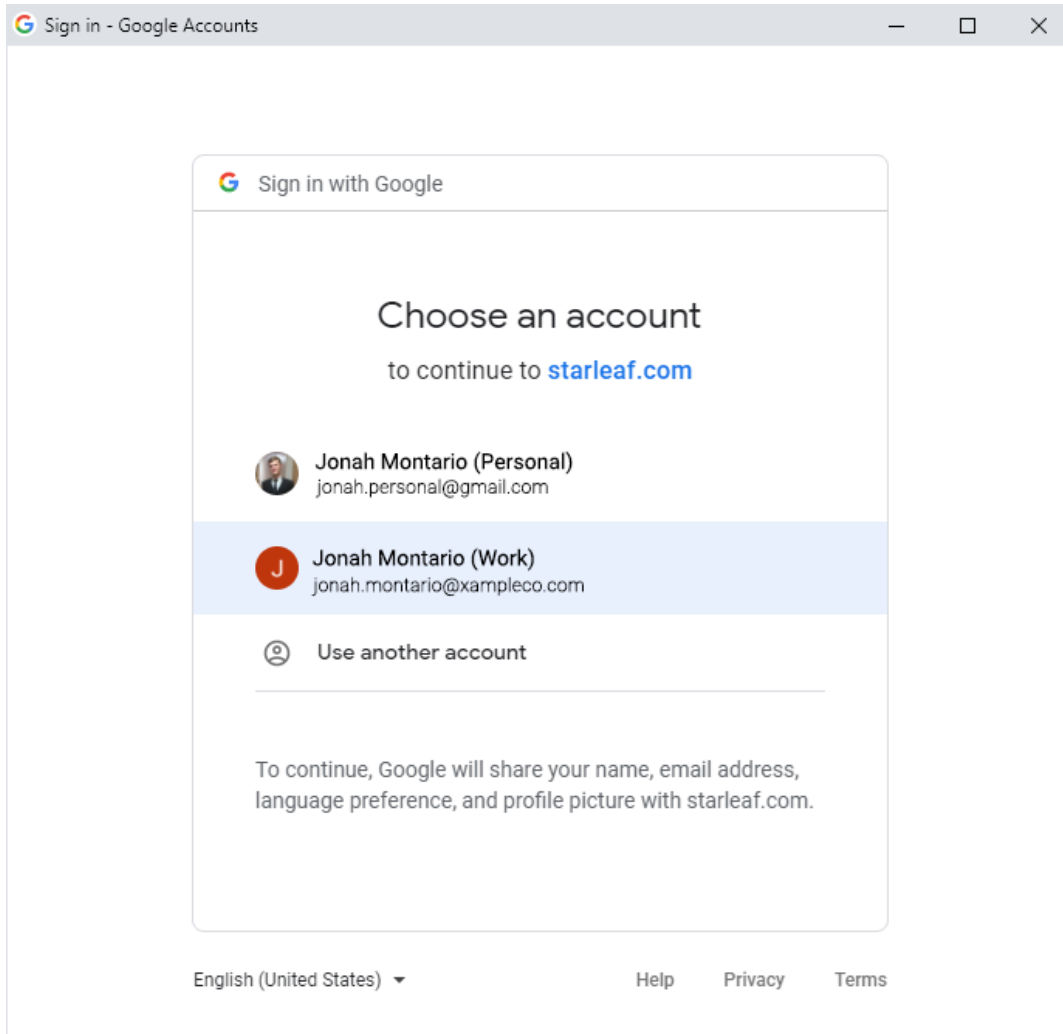 Sign in - Google Accounts
Sign in with Google
Choose an account
to continue to starleaf.com
Jonah Montario (Personal)
jonah.personal@gmail.com
J
Jonah Montario (Work)
jonah.montario@xampleco.com
Use another account
To continue, Google will share your name, email address,
language preference, and profile picture with starleaf.com.
English (United States)
Help
Privacy
Terms